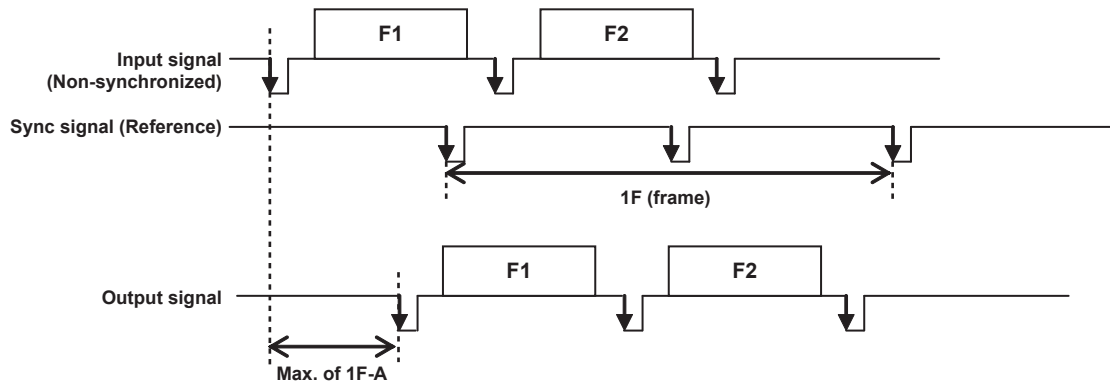 F1
F2
Input signal
(Non-synchronized)
Sync signal (Reference)
1F (frame)
F1
F2
Output signal
Max. of 1F-A